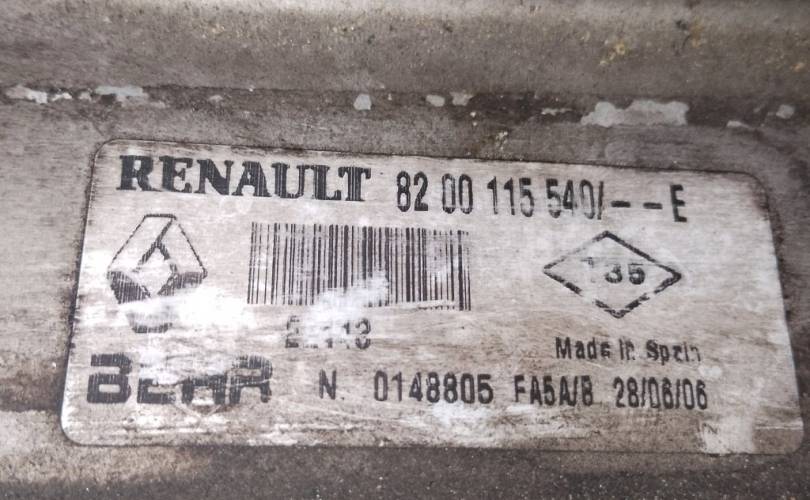 RENAULT 82 00 115 540/--E
135
Made in Spain
BEHR N. 0148805 FA5A/B 28/06/06